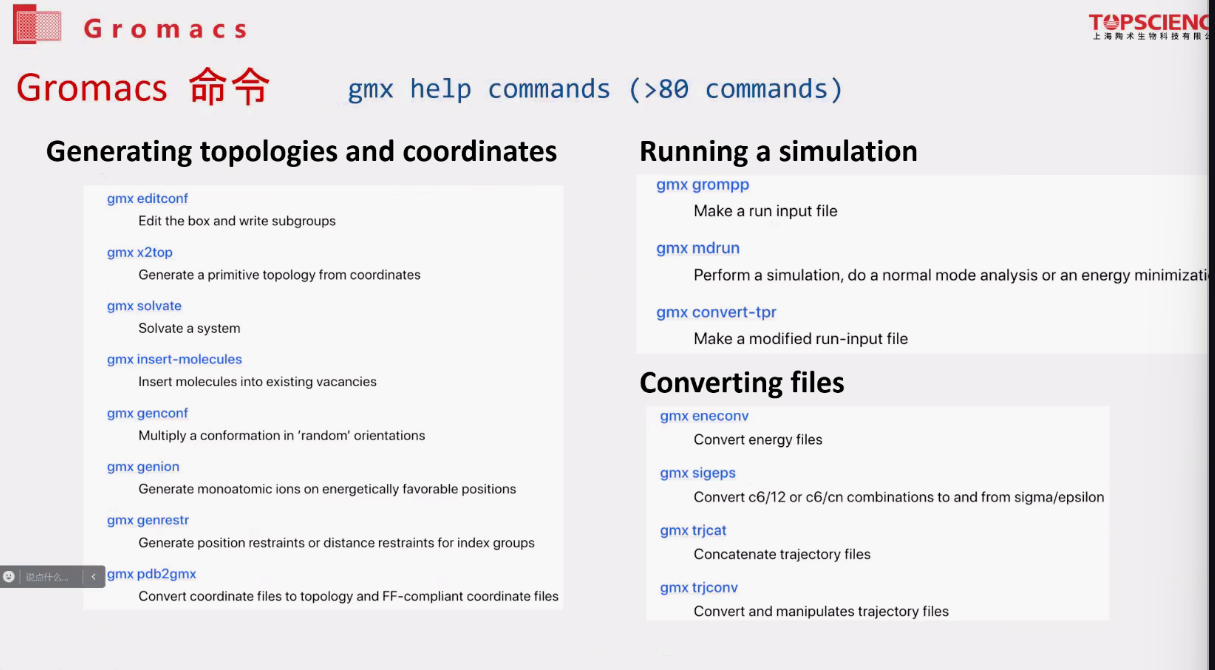 Gromacs
TOPSCIENC
上海陶术生物科技有限
Gromacs 命令
gmx help commands (>80 commands)
Generating topologies and coordinates
gmx editconf
Edit the box and write subgroups
gmx x2top
Generate a primitive topology from coordinates
gmx solvate
Solvate a system
gmx insert-molecules
Insert molecules into existing vacancies
gmx genconf
Multiply a conformation in 'random' orientations
gmx genion
Generate monoatomic ions on energetically favorable positions
gmx genrestr
Generate position restraints or distance restraints for index groups
gmx pdb2gmx
Convert coordinate files to topology and FF-compliant coordinate files
说点什么...
Running a simulation
gmx grompp
Make a run input file
gmx mdrun
Perform a simulation, do a normal mode analysis or an energy minimizati
gmx convert-tpr
Make a modified run-input file
Converting files
gmx eneconv
Convert energy files
gmx sigeps
Convert c6/12 or c6/cn combinations to and from sigma/epsilon
gmx trjcat
Concatenate trajectory files
gmx trjconv
Convert and manipulates trajectory files